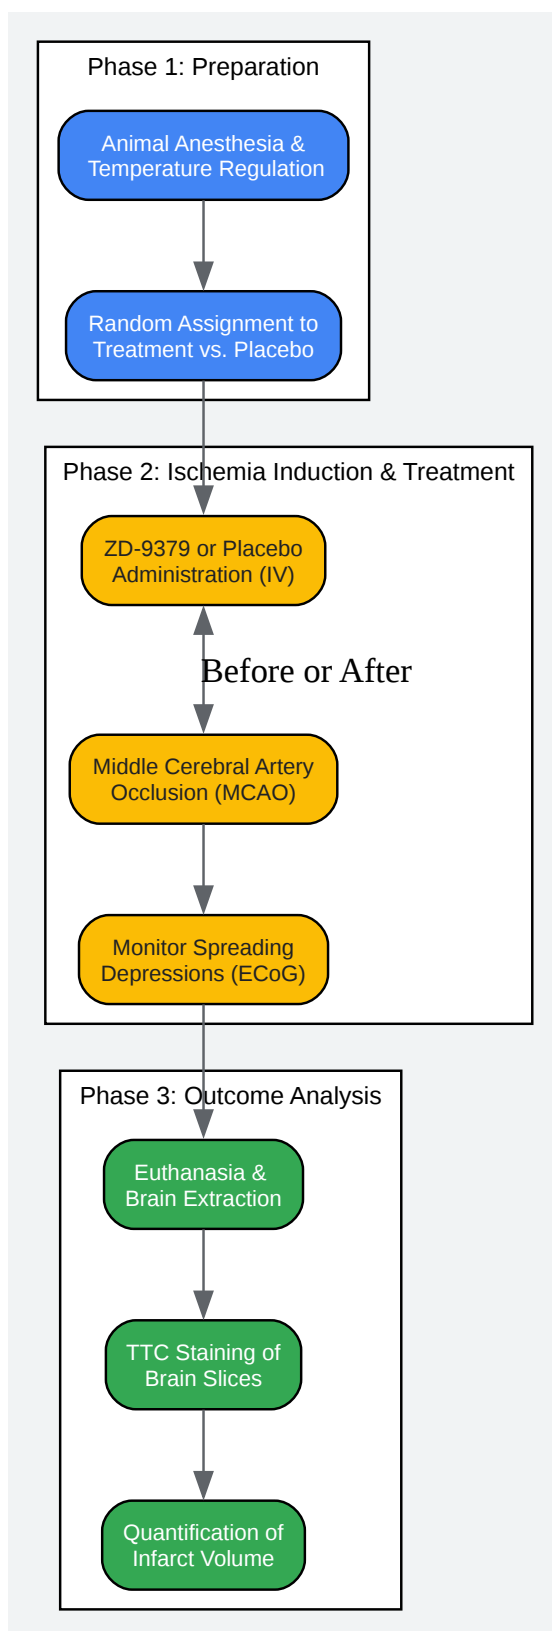 Phase 1: Preparation
Animal Anesthesia &
Temperature Regulation
Random Assignment to
Treatment vs. Placebo
Phase 2: Ischemia Induction & Treatment
ZD-9379 or Placebo
Administration (IV)
Before or After
Middle Cerebral Artery
Occlusion (MCAO)
Monitor Spreading
Depressions (ECoG)
Phase 3: Outcome Analysis
Euthanasia &
Brain Extraction
TTC Staining of
Brain Slices
Quantification of
Infarct Volume